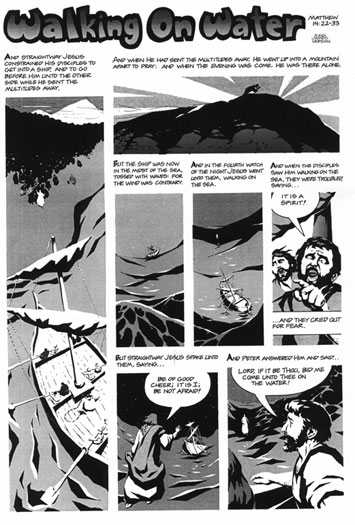 Walking On Water
MATTHEW
14:22-33
AND STRAIGHTWAY JESUS
CONSTRAINED HIS DISCIPLES TO
GET INTO A SHIP, AND TO GO
BEFORE HIM UNTO THE OTHER
SIDE WHILE HE SENT THE
MULTITUDES AWAY.
AND WHEN HE HAD SENT THE MULTITUDES AWAY, HE WENT UP INTO A MOUNTAIN
APART TO PRAY: AND WHEN THE EVENING WAS COME, HE WAS THERE ALONE.
BUT THE SHIP WAS NOW
IN THE MIDST OF THE SEA,
TOSSED WITH WAVES: FOR
THE WIND WAS CONTRARY.
AND IN THE FOURTH WATCH
OF THE NIGHT JESUS WENT
UNTO THEM, WALKING ON
THE SEA.
AND WHEN THE DISCIPLES
SAW HIM WALKING ON THE
SEA, THEY WERE TROUBLED,
SAYING...
IT IS A
SPIRIT!
...AND THEY CRIED OUT
FOR FEAR.
BUT STRAIGHTWAY JESUS SPAKE UNTO
THEM, SAYING...
BE OF GOOD
CHEER; IT IS I;
BE NOT AFRAID!
AND PETER ANSWERED HIM AND SAID...
LORD, IF IT BE THOU, BID ME
COME UNTO THEE ON
THE WATER!